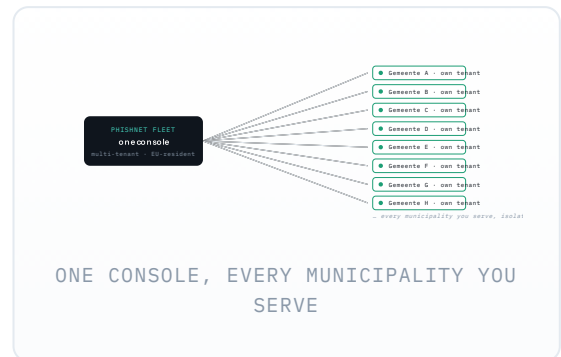 PHISHNET FLEET
one console
multi-tenant · EU-resident
Gemeente A · own tenant
Gemeente B · own tenant
Gemeente C · own tenant
Gemeente D · own tenant
Gemeente E · own tenant
Gemeente F · own tenant
Gemeente G · own tenant
Gemeente H · own tenant
… every municipality you serve, isolat
ONE CONSOLE, EVERY MUNICIPALITY YOU
SERVE